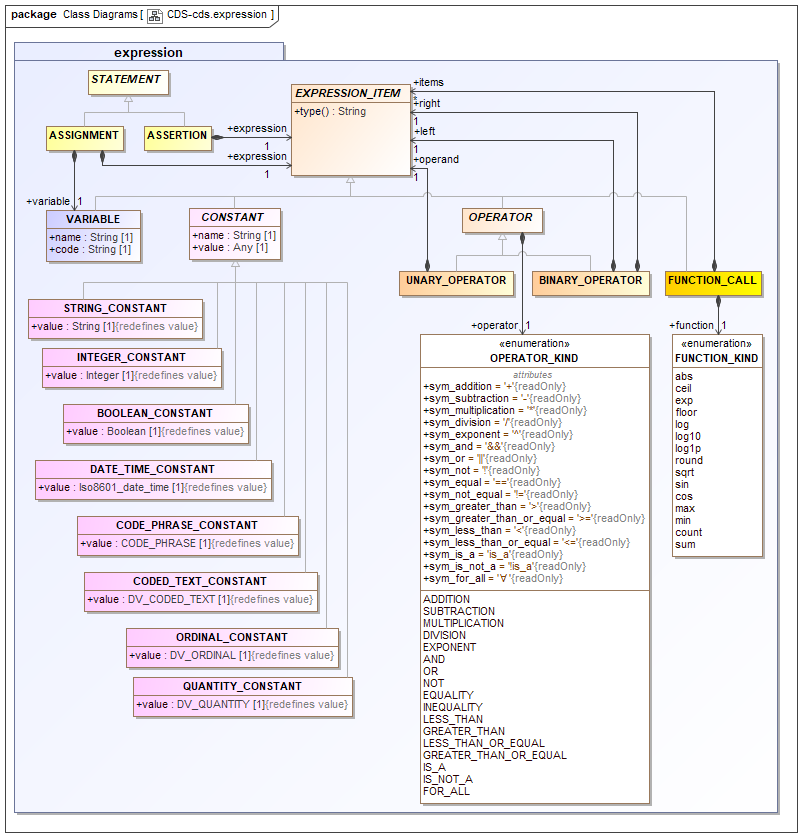 package Class Diagrams [ CDS-cds.expression ]
expression
STATEMENT
EXPRESSION_ITEM
+type() : String
+items
*
+right
1
+left
1
+operand
1
ASSIGNMENT
ASSERTION
+expression
1
+expression
1
+variable
1
VARIABLE
+name : String [1]
+code : String [1]
CONSTANT
+name : String [1]
+value : Any [1]
OPERATOR
UNARY_OPERATOR
BINARY_OPERATOR
FUNCTION_CALL
STRING_CONSTANT
+value : String [1]{redefines value}
INTEGER_CONSTANT
+value : Integer [1]{redefines value}
BOOLEAN_CONSTANT
+value : Boolean [1]{redefines value}
DATE_TIME_CONSTANT
+value : Iso8601_date_time [1]{redefines value}
CODE_PHRASE_CONSTANT
+value : CODE_PHRASE [1]{redefines value}
CODED_TEXT_CONSTANT
+value : DV_CODED_TEXT [1]{redefines value}
ORDINAL_CONSTANT
+value : DV_ORDINAL [1]{redefines value}
QUANTITY_CONSTANT
+value : DV_QUANTITY [1]{redefines value}
+operator
1
«enumeration»
OPERATOR_KIND
attributes
+sym_addition = '+'{readOnly}
+sym_subtraction = '-'{readOnly}
+sym_multiplication = '*'{readOnly}
+sym_division = '/'{readOnly}
+sym_exponent = '^'{readOnly}
+sym_and = '&&'{readOnly}
+sym_or = '||'{readOnly}
+sym_not = '!'{readOnly}
+sym_equal = '=='{readOnly}
+sym_not_equal = '!='{readOnly}
+sym_greater_than = '>'{readOnly}
+sym_greater_than_or_equal = '>='{readOnly}
+sym_less_than = '<'{readOnly}
+sym_less_than_or_equal = '<='{readOnly}
+sym_is_a = 'is_a'{readOnly}
+sym_is_not_a = '!is_a'{readOnly}
+sym_for_all = '∀ '{readOnly}
ADDITION
SUBTRACTION
MULTIPLICATION
DIVISION
EXPONENT
AND
OR
NOT
EQUALITY
INEQUALITY
LESS_THAN
GREATER_THAN
LESS_THAN_OR_EQUAL
GREATER_THAN_OR_EQUAL
IS_A
IS_NOT_A
FOR_ALL
+function
1
«enumeration»
FUNCTION_KIND
abs
ceil
exp
floor
log
log10
log1p
round
sqrt
sin
cos
max
min
count
sum